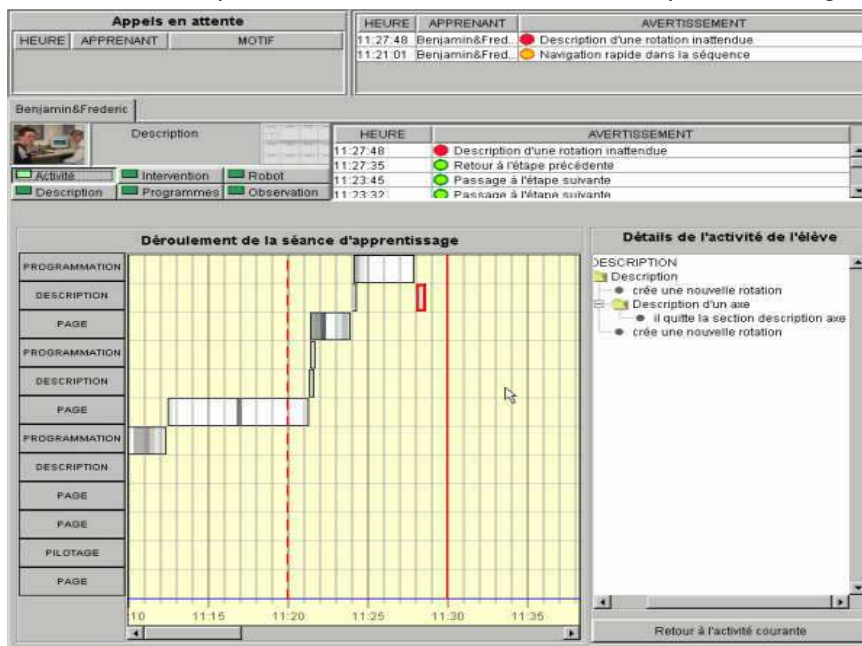 Appels en attente
HEURE APPRENANT MOTIF
HEURE APPRENANT AVERTISSEMENT
11:27:48 Benjamin&Fred... Description d'une rotation inattendue
11:21:01 Benjamin&Fred... Navigation rapide dans la séquence
Benjamin&Frederic
Description
Activité Intervention Robot
Description Programmes Observation
HEURE AVERTISSEMENT
11:27:48 Description d'une rotation inattendue
11:27:35 Retour à l'étape précédente
11:23:45 Passage à l'étape suivante
11:23:32 Passage à l'étape suivante
Déroulement de la séance d'apprentissage
PROGRAMMATION
DESCRIPTION
PAGE
PROGRAMMATION
DESCRIPTION
PAGE
PROGRAMMATION
DESCRIPTION
PAGE
PAGE
PILOTAGE
PAGE
:10 11:15 11:20 11:25 11:30 11:35
Détails de l'activité de l'élève
DESCRIPTION
Description
crée une nouvelle rotation
Description d'un axe
il quitte la section description axe
crée une nouvelle rotation
Retour à l'activité courante